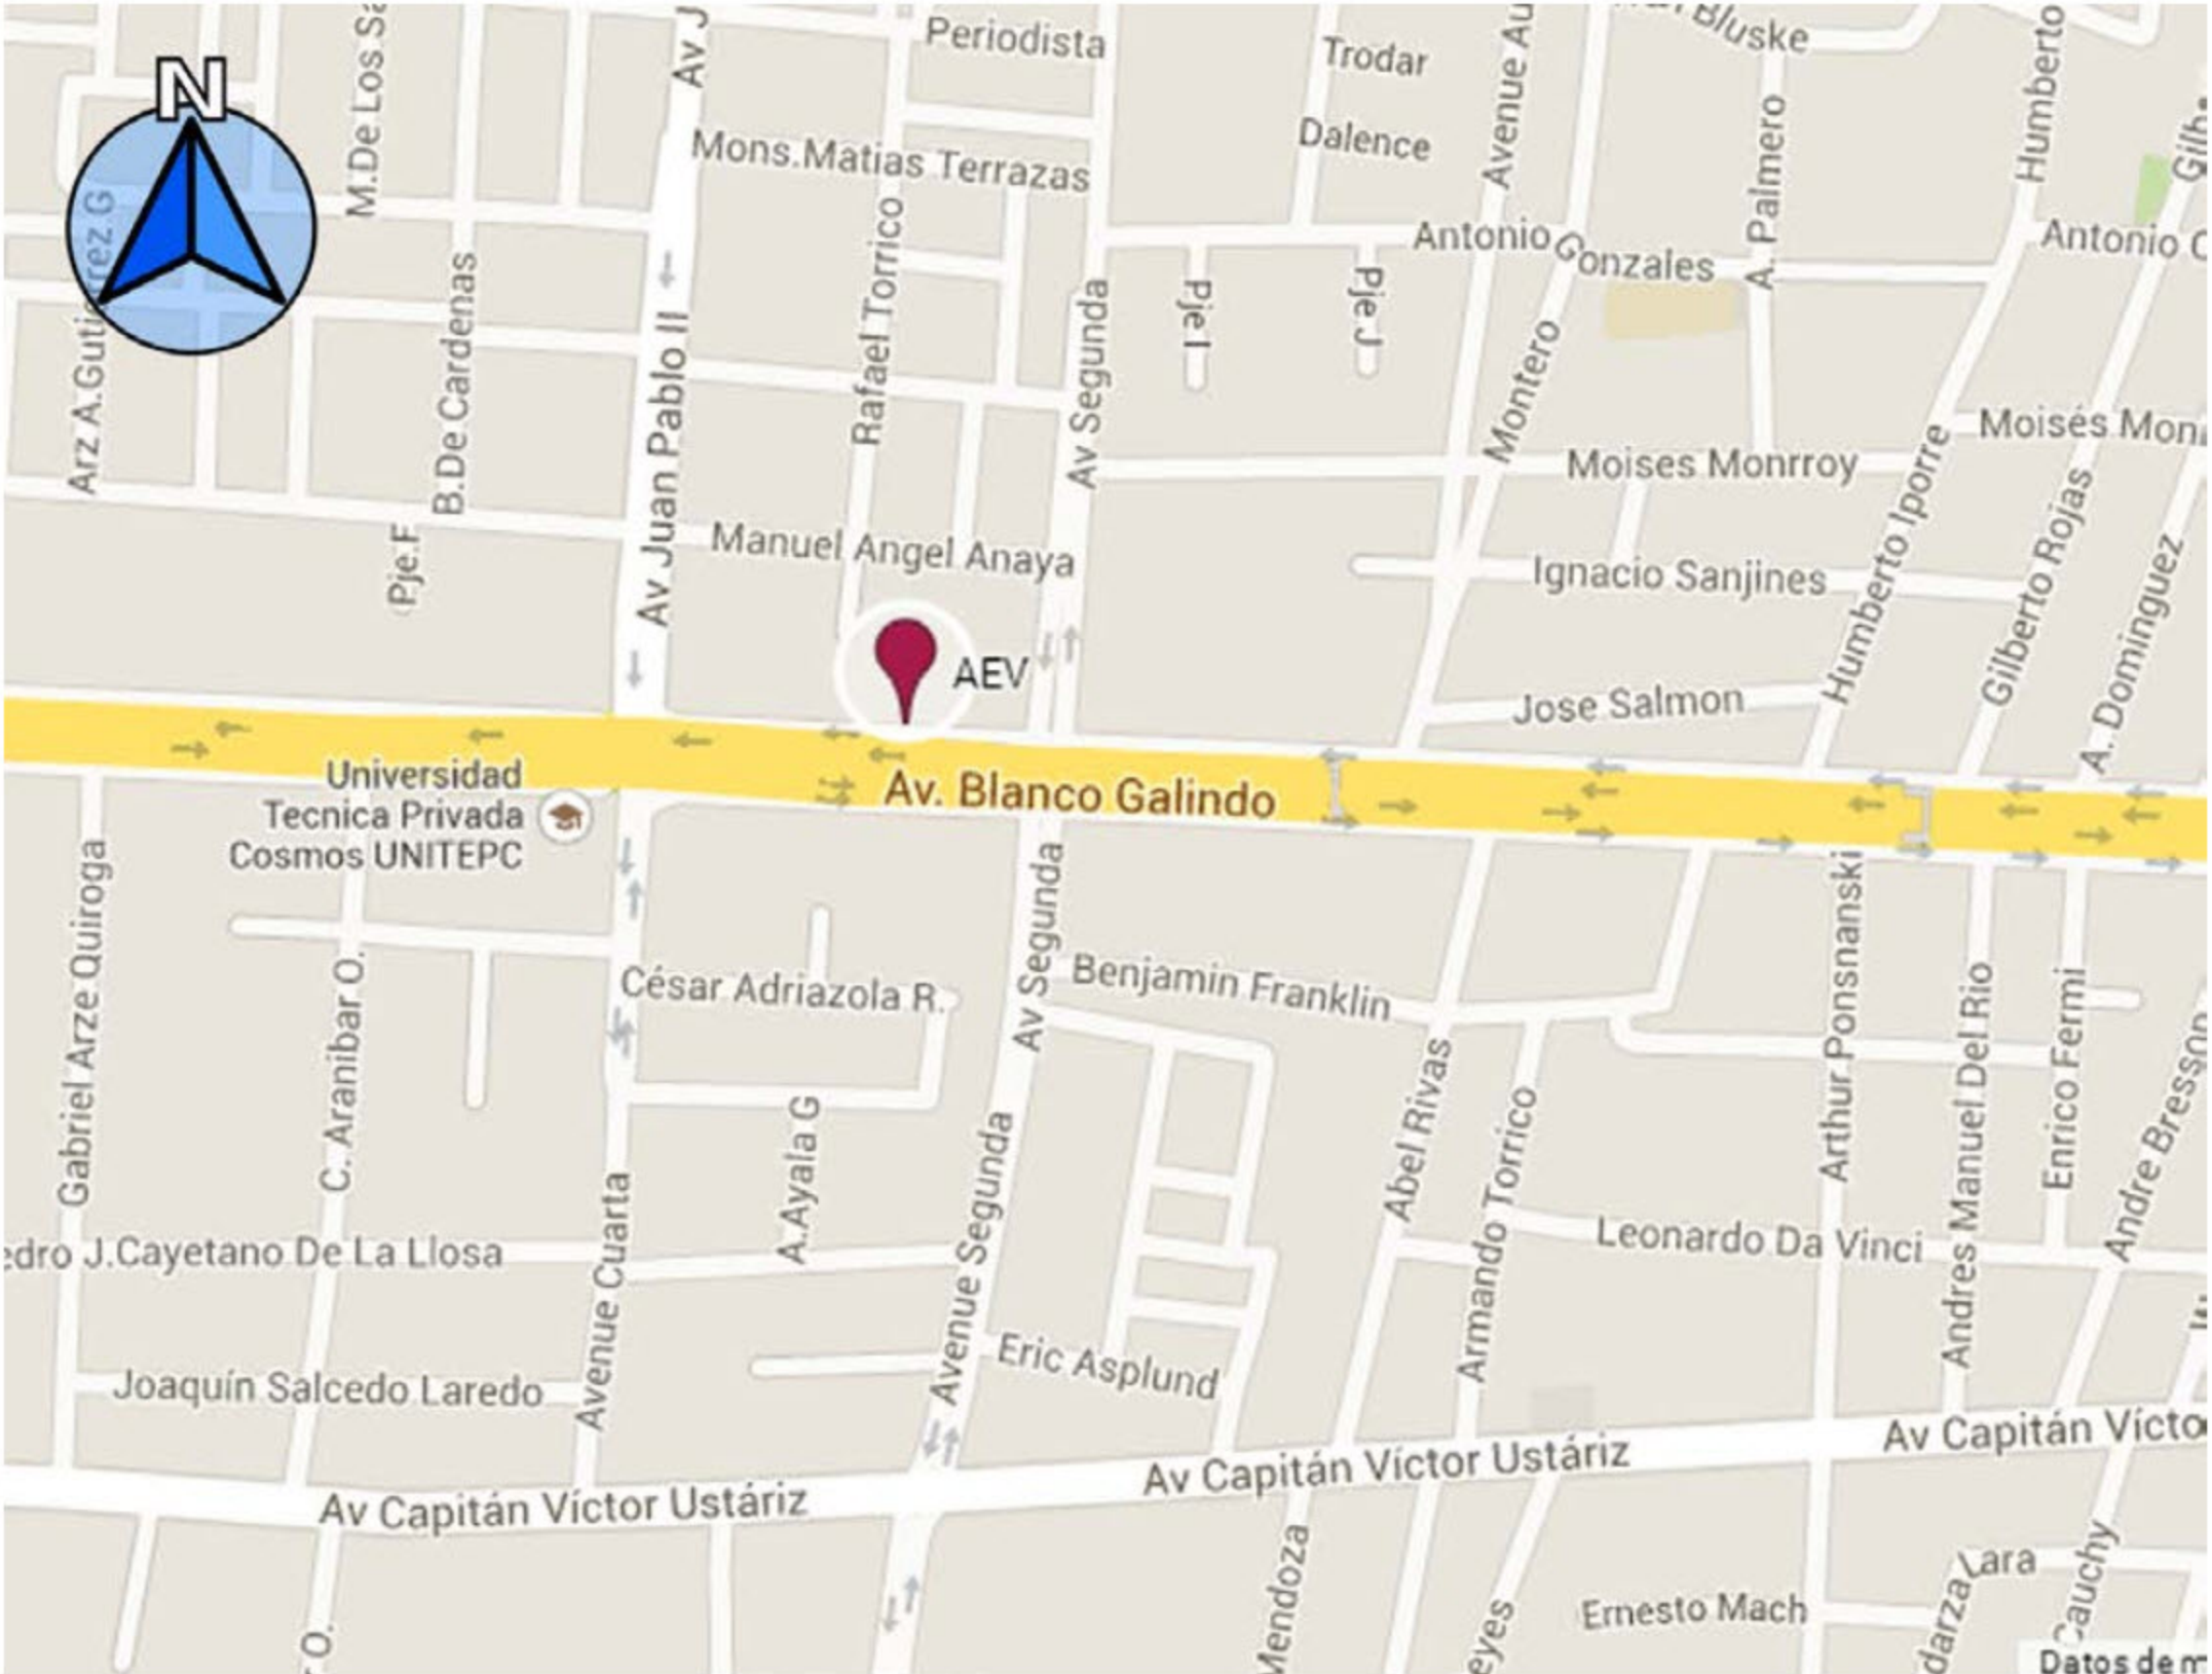 N
M.De Los Sa
Av J
Periodista
Trodar
Avenue Au
Bluske
Humberto
Mons.Matias Terrazas
Dalence
A. Palmero
Antonio Gonzales
Antonio
Arz A.Gutierrez G
B.De Cardenas
Av Juan Pablo II
Rafael Torrico
Av Segunda
Pje I
Pje J
Montero
Moises Monrroy
Moisés Mon
Pje.F
Manuel Angel Anaya
Ignacio Sanjines
Humberto Iporre
Gilberto Rojas
A. Dominguez
AEV
Jose Salmon
Av. Blanco Galindo
Universidad
Tecnica Privada
Cosmos UNITEPC
Gabriel Arze Quiroga
C. Aranibar O.
César Adriazola R.
Av Segunda
Benjamin Franklin
Arthur Ponsnanski
Andres Manuel Del Rio
Enrico Fermi
Andre Bresson
Abel Rivas
Armando Torrico
A.Ayala G
Leonardo Da Vinci
edro J.Cayetano De La Llosa
Avenue Cuarta
Avenue Segunda
Eric Asplund
Joaquín Salcedo Laredo
Av Capitán Víctor Ustáriz
Av Capitán Víctor Ustáriz
Av Capitán Vícto
O.
Mendoza
eyes
Ernesto Mach
darza
Lara
Cauchy
Datos de m